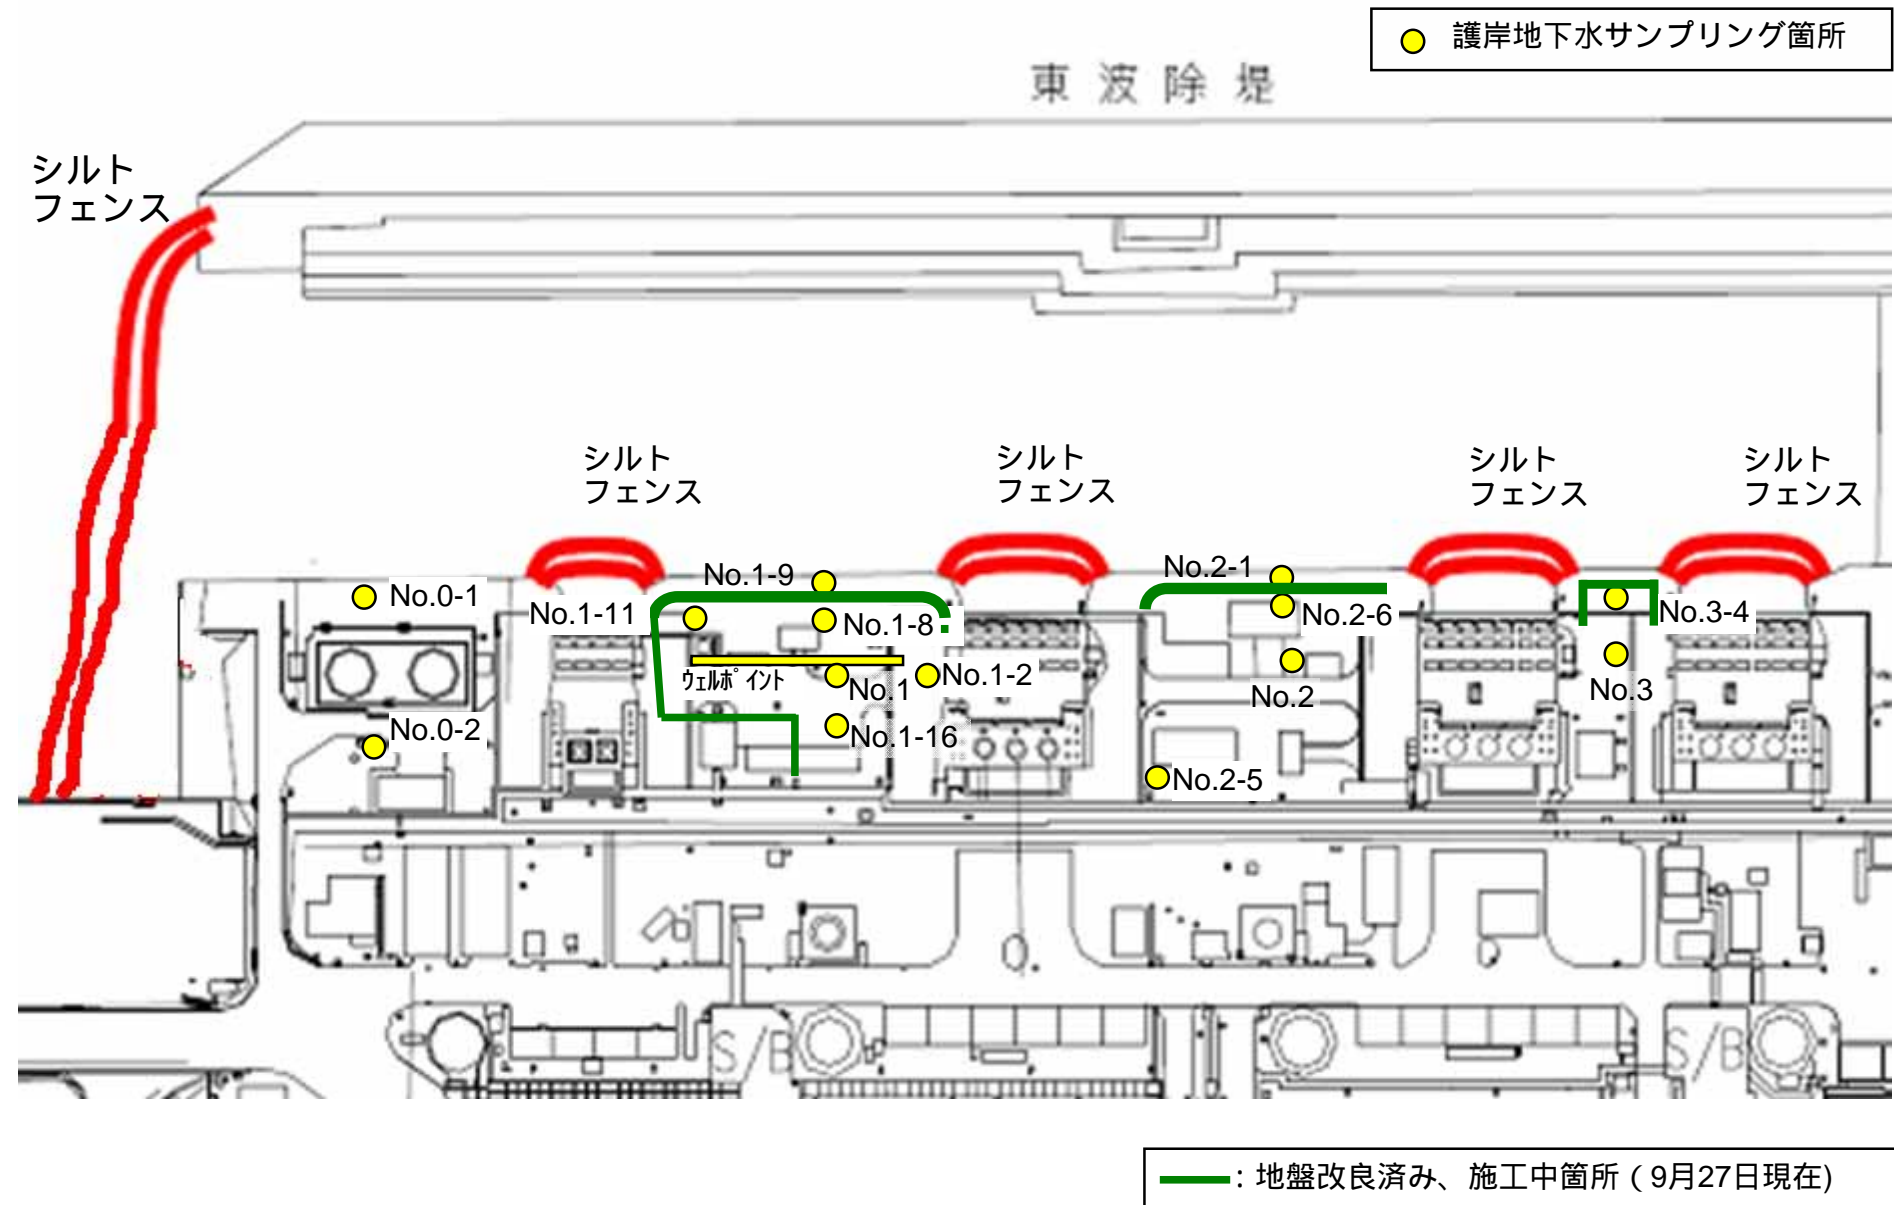 護岸地下水サンプリング箇所
東波除堤
シルト
フェンス
シルト
フェンス
シルト
フェンス
シルト
フェンス
シルト
フェンス
No.0-1
No.0-2
No.1-11
No.1-9
No.1-8
ｳｪﾙﾎﾟｲﾝﾄ
No.1
No.1-2
No.1-16
No.2-1
No.2-6
No.2
No.2-5
No.3-4
No.3
S/B
S/B
：地盤改良済み、施工中箇所（9月27日現在)